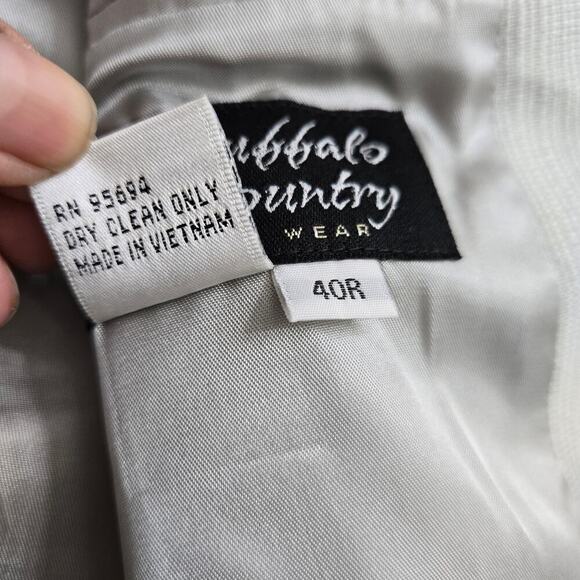 RN 95694
DRY CLEAN ONLY
MADE IN VIETNAM
uffalo
ountry
WEAR
40R